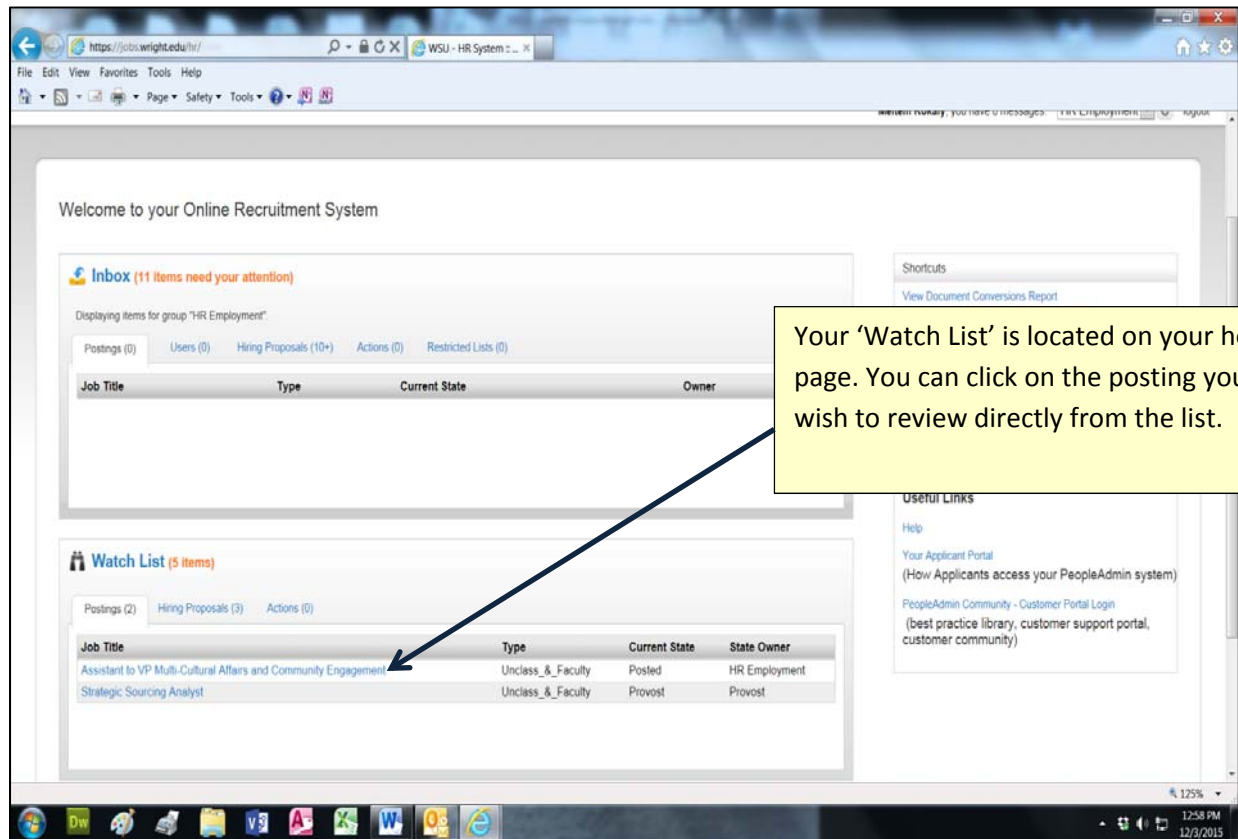 https://jobs.wright.edu/hr/
WSU - HR System :: ...
File Edit View Favorites Tools Help
Page Safety Tools
you have 0 messages. HR Employment logout
Welcome to your Online Recruitment System
Inbox (11 items need your attention)
Displaying items for group "HR Employment".
Postings (0) Users (0) Hiring Proposals (10+) Actions (0) Restricted Lists (0)
Job Title Type Current State Owner
Shortcuts
View Document Conversions Report
Your ‘Watch List’ is located on your
page. You can click on the posting you
wish to review directly from the list.
Useful Links
Help
Your Applicant Portal
(How Applicants access your PeopleAdmin system)
PeopleAdmin Community - Customer Portal Login
(best practice library, customer support portal,
customer community)
Watch List (5 items)
Postings (2) Hiring Proposals (3) Actions (0)
Job Title Type Current State State Owner
Assistant to VP Multi-Cultural Affairs and Community Engagement Unclass_&_Faculty Posted HR Employment
Strategic Sourcing Analyst Unclass_&_Faculty Provost Provost
125%
12:58 PM
12/3/2015